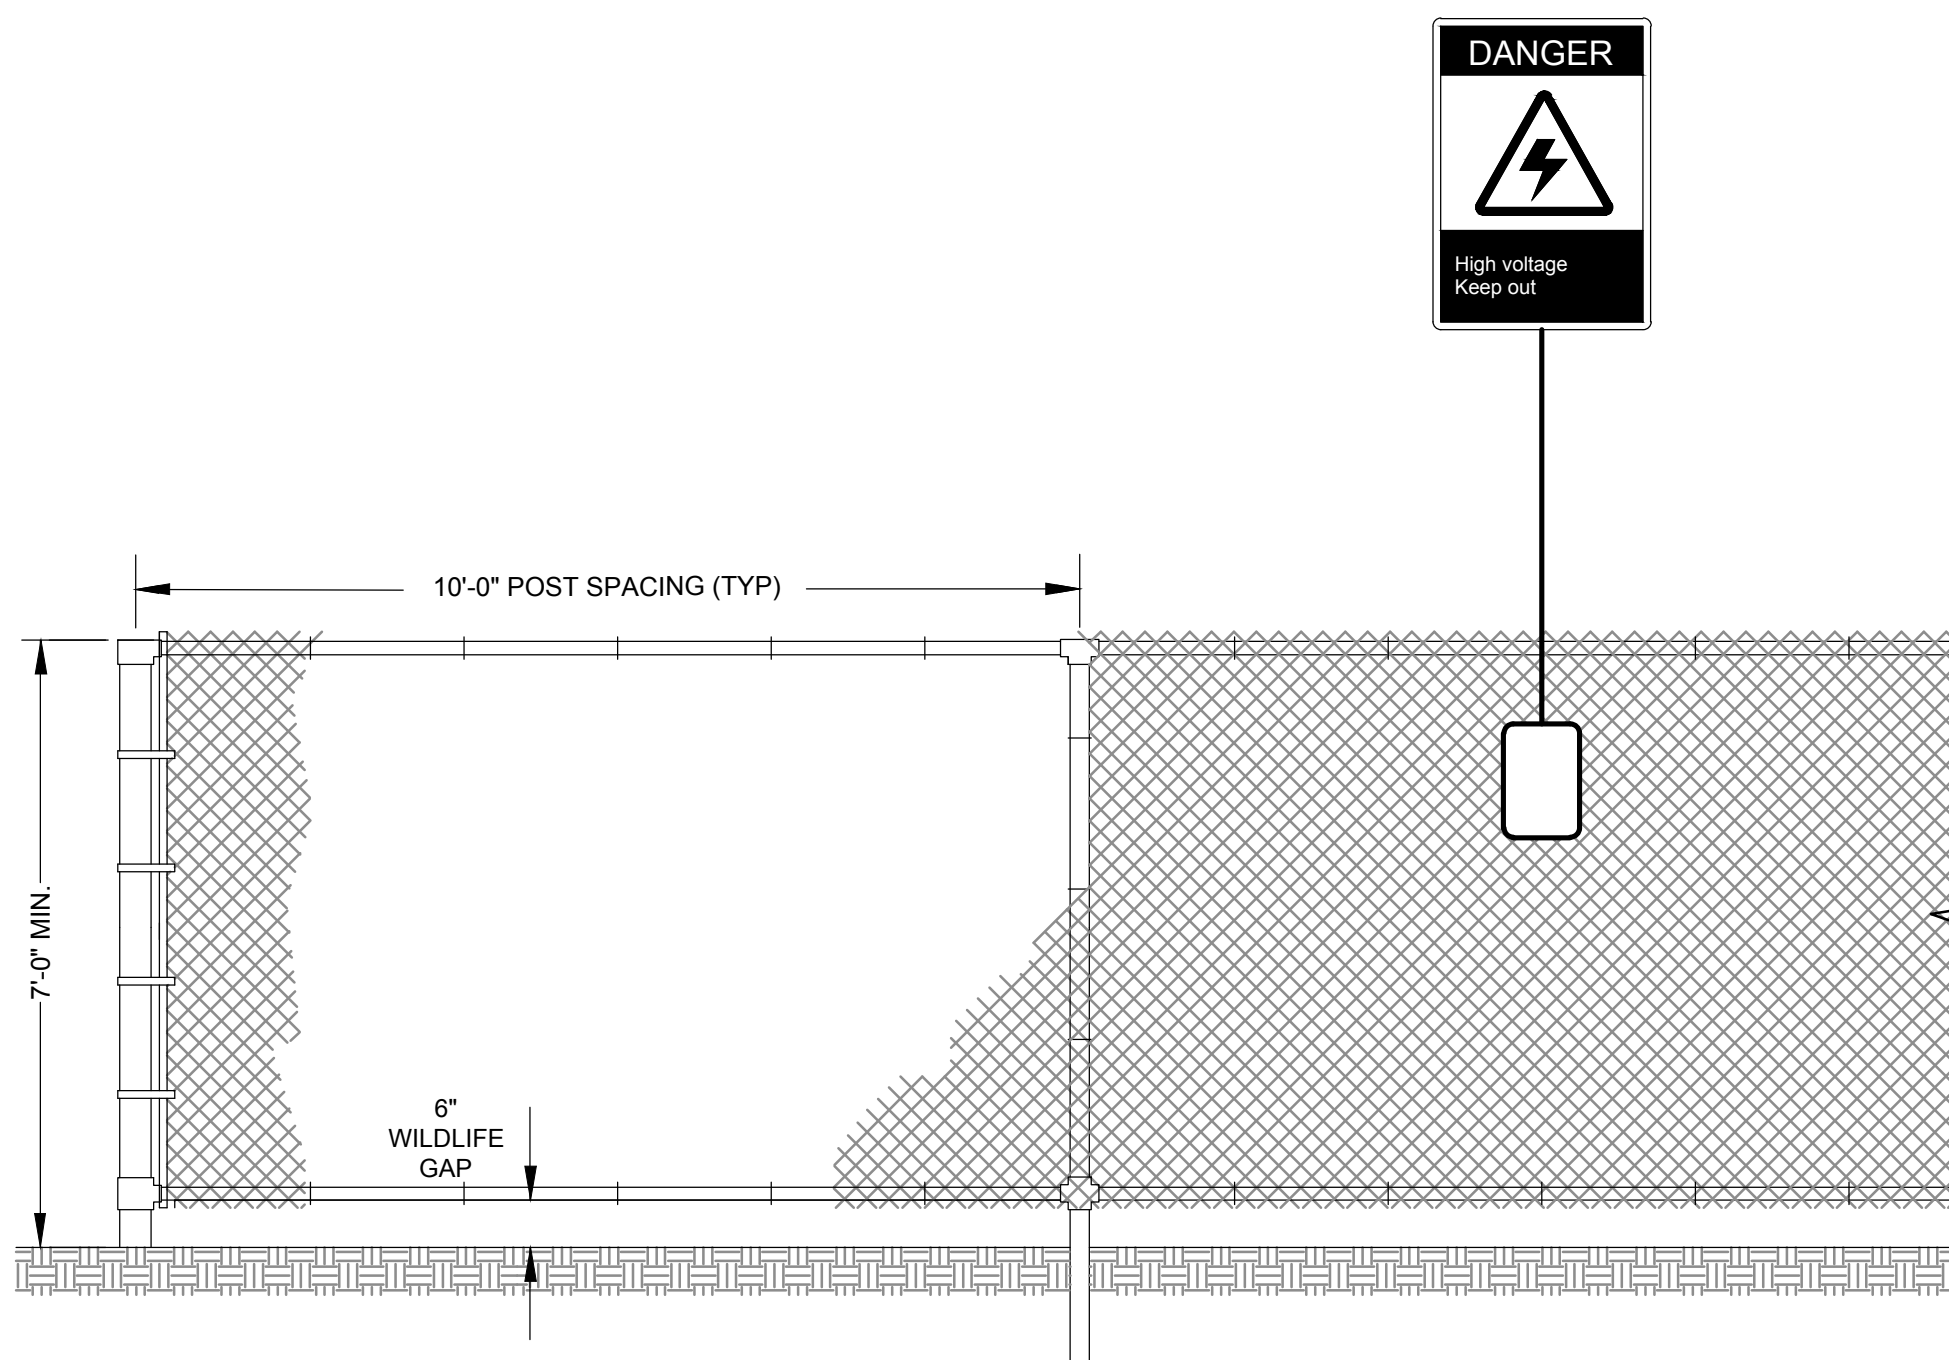 DANGER
High voltage
Keep out
10'-0" POST SPACING (TYP)
7'-0" MIN.
6"
WILDLIFE
GAP